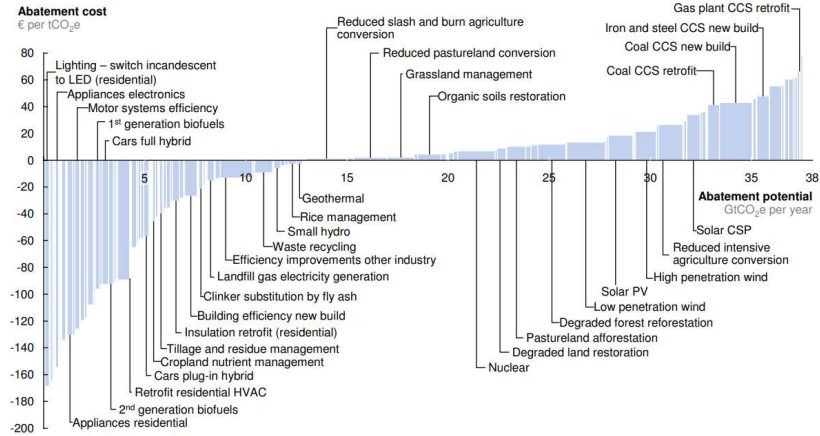 Abatement cost
€ per tCO2e
Gas plant CCS retrofit
Reduced slash and burn agriculture
conversion
Iron and steel CCS new build
Coal CCS new build
Reduced pastureland conversion
Lighting – switch incandescent
to LED (residential)
Grassland management
Coal CCS retrofit
Appliances electronics
Organic soils restoration
Motor systems efficiency
1st generation biofuels
Cars full hybrid
80
60
40
20
0
-20
-40
-60
-80
-100
-120
-140
-160
-180
-200
5
10
15
20
25
30
35
38
Abatement potential
GtCO2e per year
Geothermal
Rice management
Small hydro
Waste recycling
Efficiency improvements other industry
Landfill gas electricity generation
Clinker substitution by fly ash
Building efficiency new build
Insulation retrofit (residential)
Tillage and residue management
Cropland nutrient management
Cars plug-in hybrid
Retrofit residential HVAC
2nd generation biofuels
Appliances residential
Solar CSP
Reduced intensive
agriculture conversion
High penetration wind
Solar PV
Low penetration wind
Degraded forest reforestation
Pastureland afforestation
Degraded land restoration
Nuclear